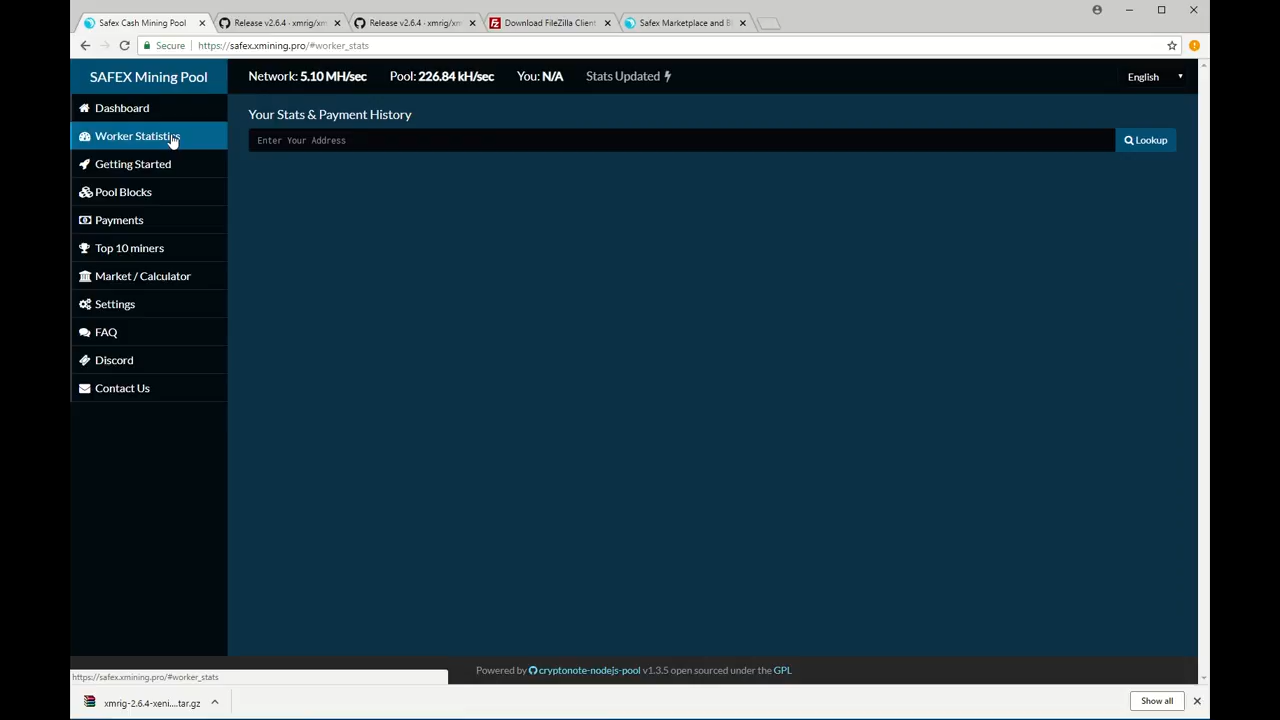 Safex Cash Mining Pool
Release v2.6.4 · xmrig/xm
Release v2.6.4 · xmrig/xm
Download FileZilla Client
Safex Marketplace and B
Secure
https://safex.xmining.pro/#worker_stats
SAFEX Mining Pool
Network: 5.10 MH/sec
Pool: 226.84 kH/sec
You: N/A
Stats Updated
English
Dashboard
Worker Statistics
Getting Started
Pool Blocks
Payments
Top 10 miners
Market / Calculator
Settings
FAQ
Discord
Contact Us
Your Stats & Payment History
Enter Your Address
Lookup
Powered by cryptonote-nodejs-pool v1.3.5 open sourced under the GPL
https://safex.xmining.pro/#worker_stats
xmrig-2.6.4-xeni....tar.gz
Show all